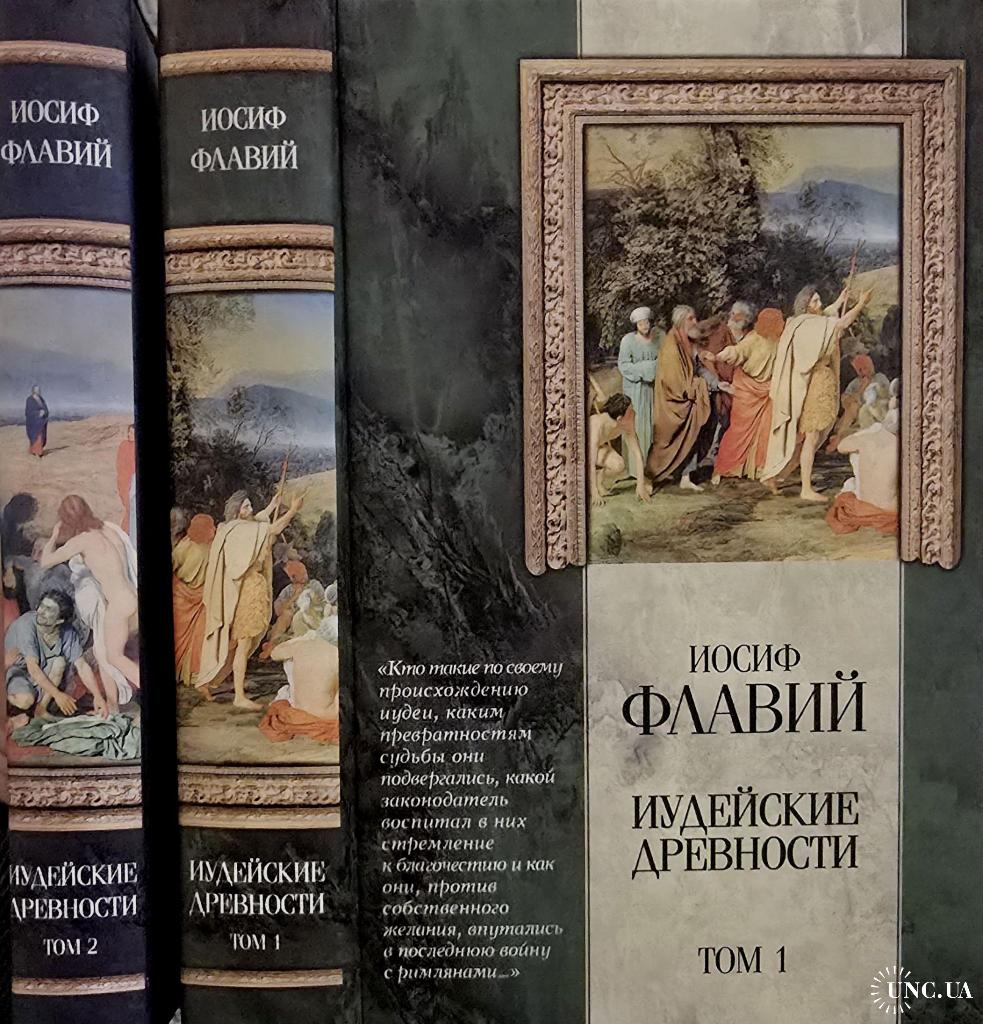 ИОСИФ
ФЛАВИЙ
ИУДЕЙСКИЕ
ДРЕВНОСТИ
ТОМ 2
ИОСИФ
ФЛАВИЙ
ИУДЕЙСКИЕ
ДРЕВНОСТИ
ТОМ 1
«Кто такие по своему
происхождению
иудеи, каким
превратностям
судьбы они
подвергались, какой
законодатель
воспитал в них
стремление
к благочестию и как
они, против
собственного
желания, впутались
в последнюю войну
с римлянами...»
ИОСИФ
ФЛАВИЙ
ИУДЕЙСКИЕ
ДРЕВНОСТИ
ТОМ 1
UNC.UA